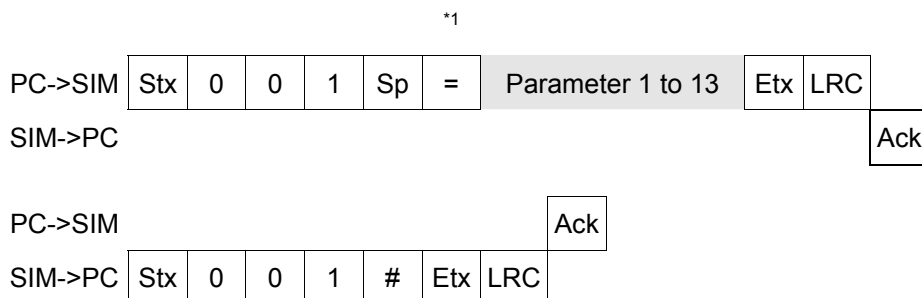 *1
PC->SIM Stx 0 0 1 Sp = Parameter 1 to 13 Etx LRC
SIM->PC Ack
PC->SIM Ack
SIM->PC Stx 0 0 1 # Etx LRC